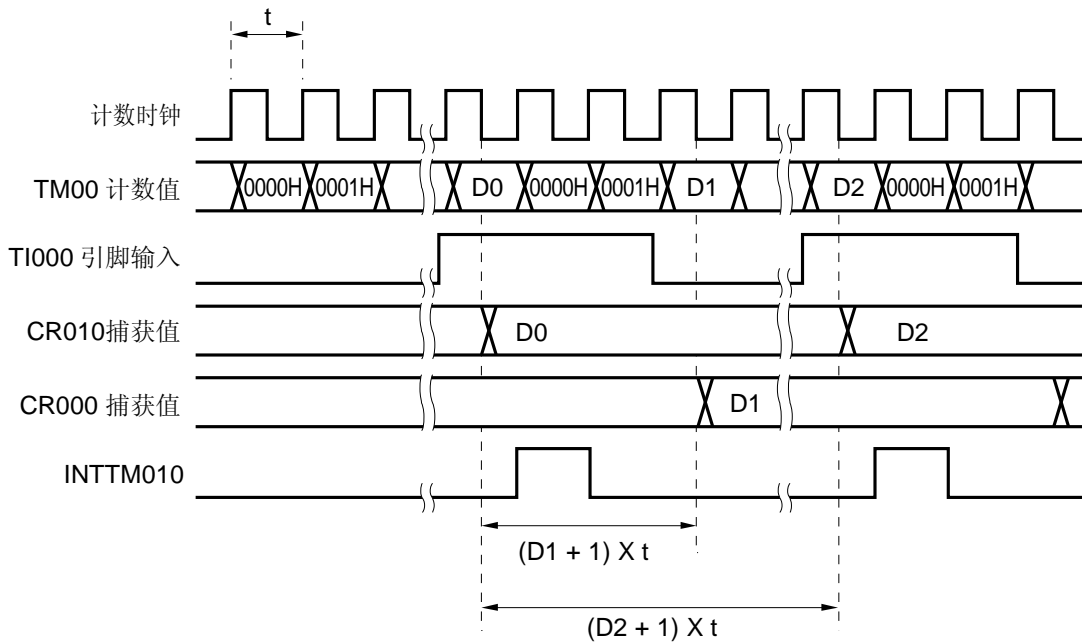 t
计数时钟
TM00 计数值
0000H 0001H D0 0000H 0001H D1 D2 0000H 0001H
TI000 引脚输入
CR010捕获值
D0 D2
CR000 捕获值
D1
INTTM010
(D1 + 1) X t
(D2 + 1) X t